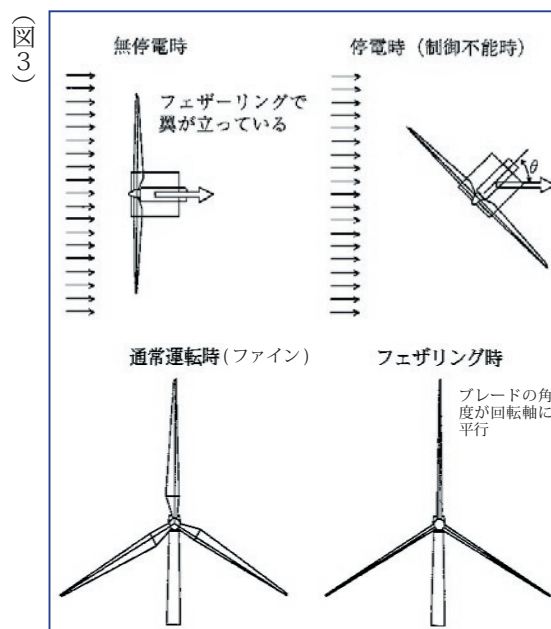 (図３)
無停電時
フェザーリングで
翼が立っている
停電時（制御不能時）
θ
通常運転時(ファイン)
フェザリング時
ブレードの角
度が回転軸に
平行